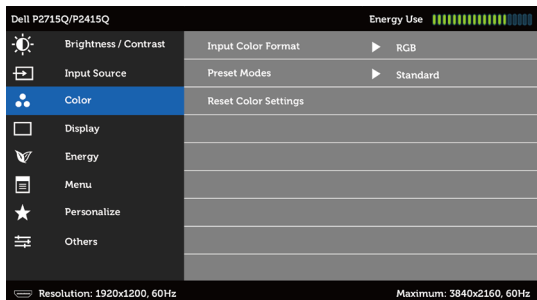 Dell P2715Q/P2415Q Energy Use
Brightness / Contrast Input Color Format RGB
Input Source Preset Modes Standard
Color Reset Color Settings
Display
Energy
Menu
Personalize
Others
Resolution: 1920x1200, 60Hz Maximum: 3840x2160, 60Hz